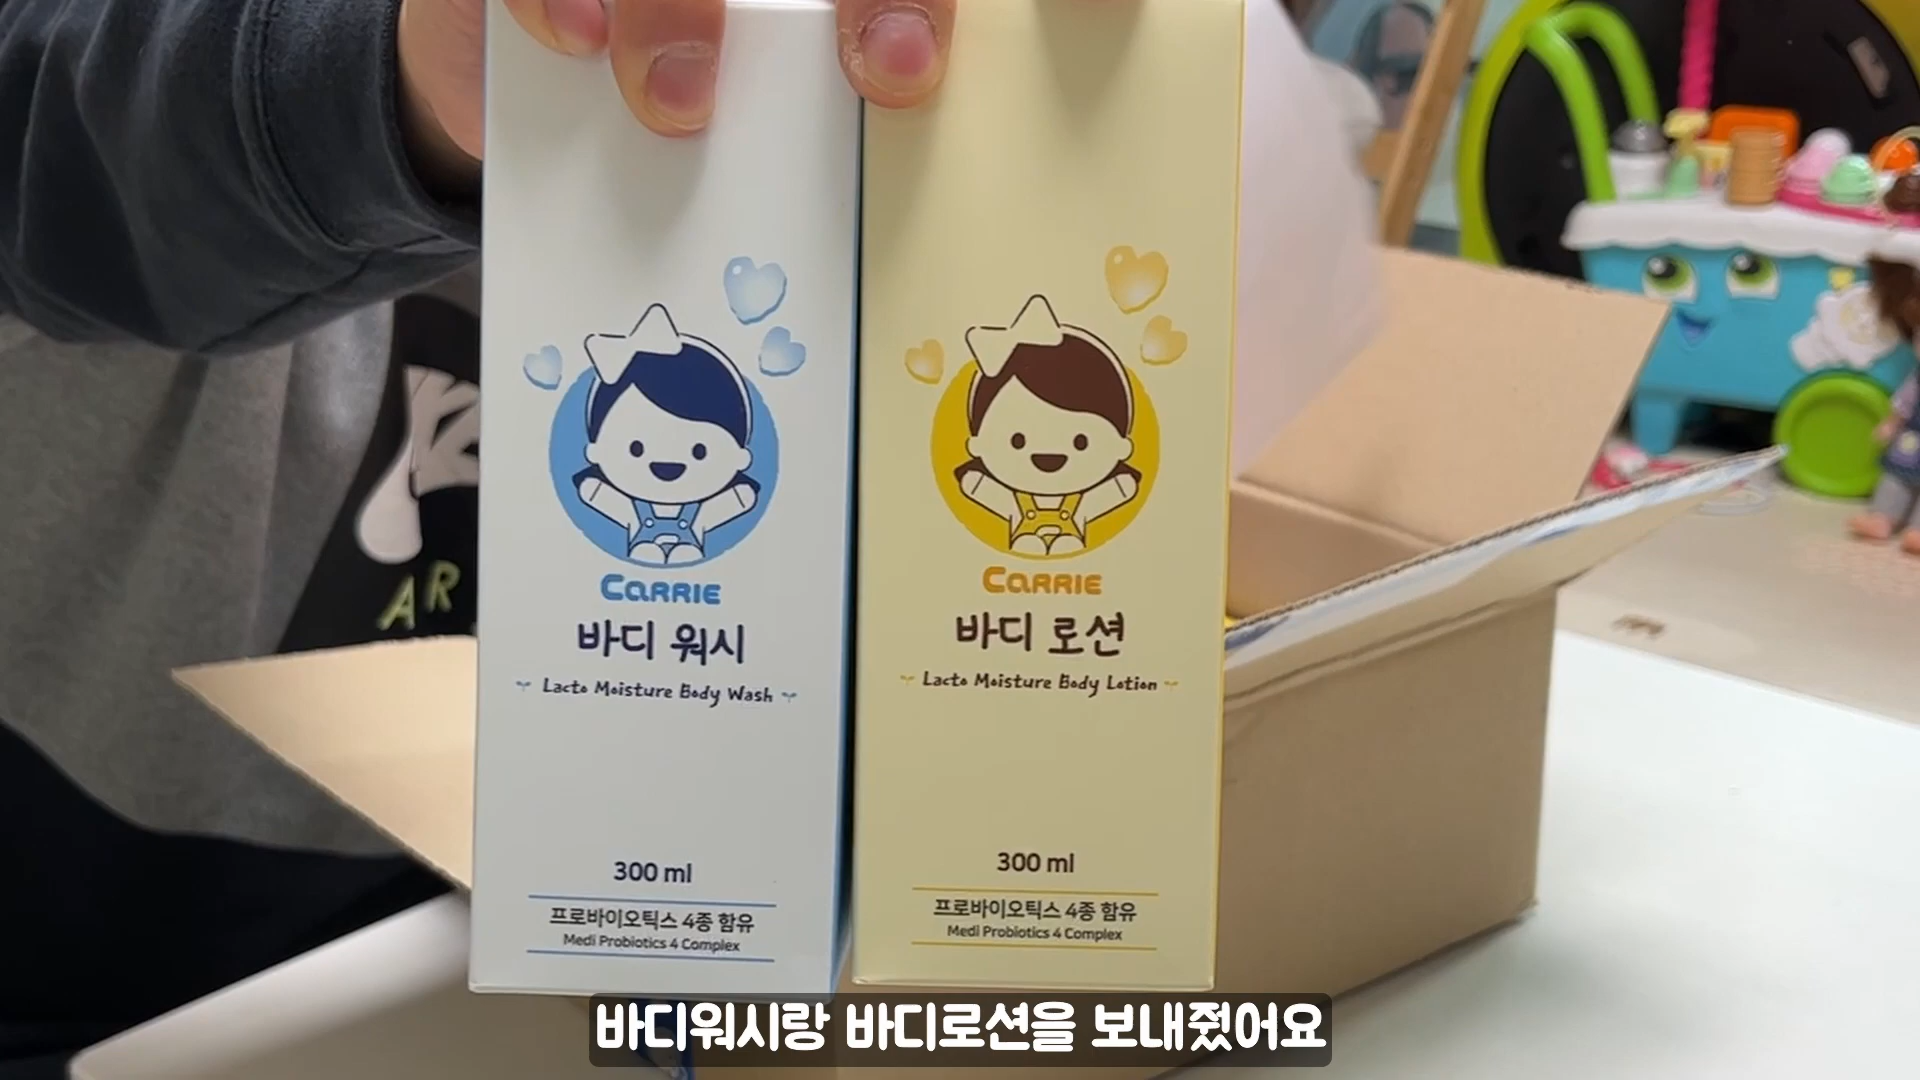 CARRIE
바디 워시
Lacto Moisture Body Wash
300 ml
프로바이오틱스 4종 함유
Medi Probiotics 4 Complex
CARRIE
바디 로션
Lacto Moisture Body Lotion
300 ml
프로바이오틱스 4종 함유
Medi Probiotics 4 Complex
AR
바디워시랑 바디로션을 보내줬어요